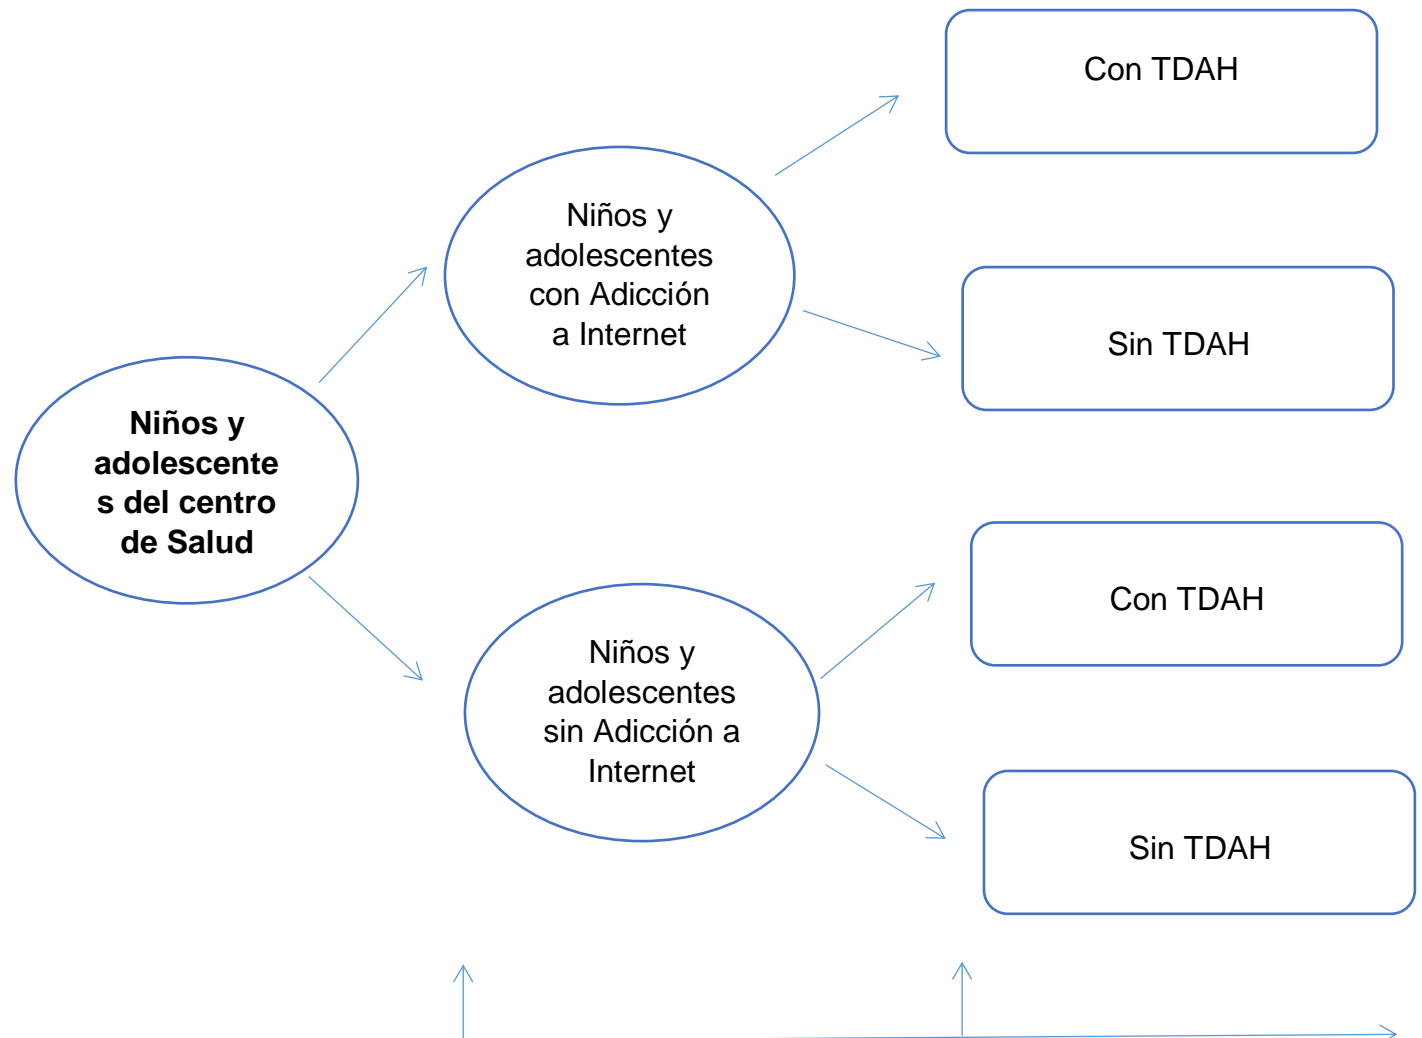 Con TDAH
Niños y
adolescentes
con Adicción
a Internet
Sin TDAH
Niños y
adolescente
s del centro
de Salud
Con TDAH
Niños y
adolescentes
sin Adicción a
Internet
Sin TDAH